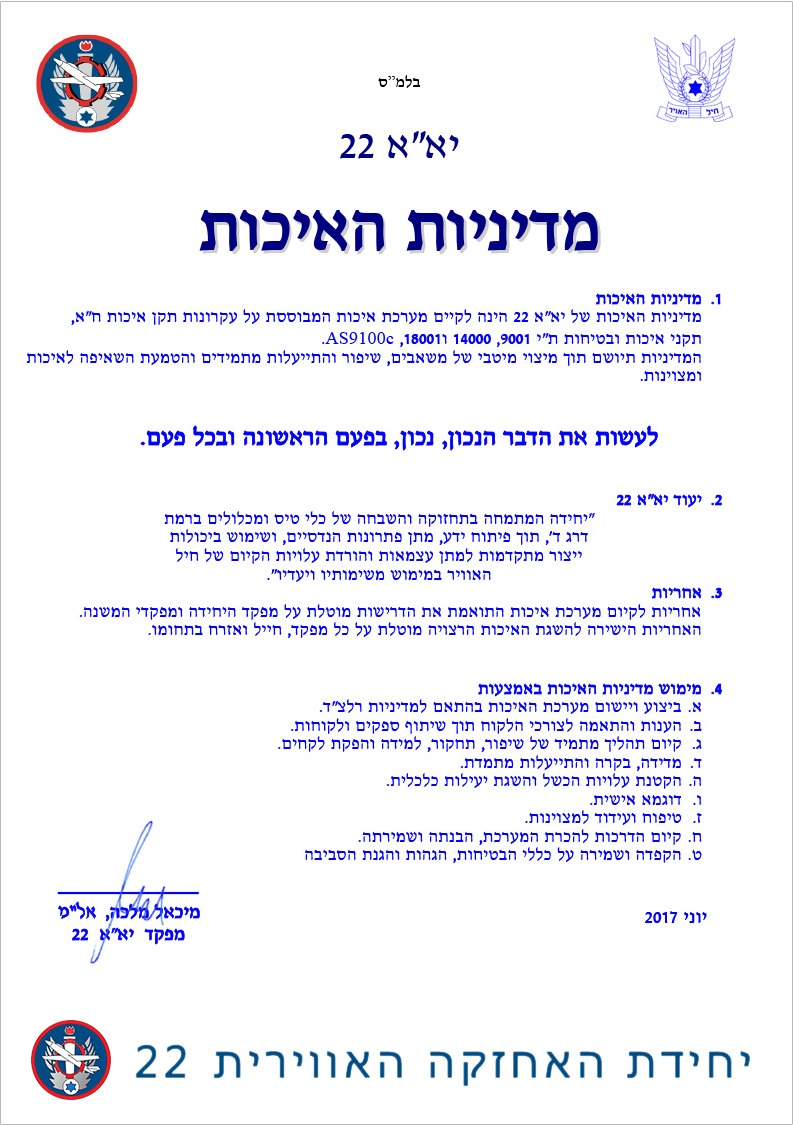 בלמ"ס
חיל האויר
יא"א 22
מדיניות האיכות
1. מדיניות האיכות
מדיניות האיכות של יא"א 22 הינה לקיים מערכת איכות המבוססת על עקרונות תקן איכות ח"א,
תקני איכות ובטיחות ת"י 9001, 14000 ו18001, AS9100c.
המדיניות תיושם תוך מיצוי מיטבי של משאבים, שיפור והתייעלות מתמידים והטמעת השאיפה לאיכות
ומצוינות.
לעשות את הדבר הנכון, נכון, בפעם הראשונה ובכל פעם.
2. יעוד יא"א 22
"יחידה המתמחה בתחזוקה והשבחה של כלי טיס ומכלולים ברמת
דרג ד', תוך פיתוח ידע, מתן פתרונות הנדסיים, ושימוש ביכולות
ייצור מתקדמות למתן עצמאות והורדת עלויות הקיום של חיל
האוויר במימוש משימותיו ויעדיו".
3. אחריות
אחריות לקיום מערכת איכות התואמת את הדרישות מוטלת על מפקד היחידה ומפקדי המשנה.
האחריות הישירה להשגת האיכות הרצויה מוטלת על כל מפקד, חייל ואזרח בתחומו.
4. מימוש מדיניות האיכות באמצעות
א. ביצוע ויישום מערכת האיכות בהתאם למדיניות רלצ"ד.
ב. הענות והתאמה לצורכי הלקוח תוך שיתוף ספקים ולקוחות.
ג. קיום תהליך מתמיד של שיפור, תחקור, למידה והפקת לקחים.
ד. מדידה, בקרה והתייעלות מתמדת.
ה. הקטנת עלויות הכשל והשגת יעילות כלכלית.
ו. דוגמא אישית.
ז. טיפוח ועידוד למצוינות.
ח. קיום הדרכות להכרת המערכת, הבנתה ושמירתה.
ט. הקפדה ושמירה על כללי הבטיחות, הגהות והגנת הסביבה
יוני 2017
מיכאל מלכה, אל"מ
מפקד יא"א 22
יחידת האחזקה האווירית 22